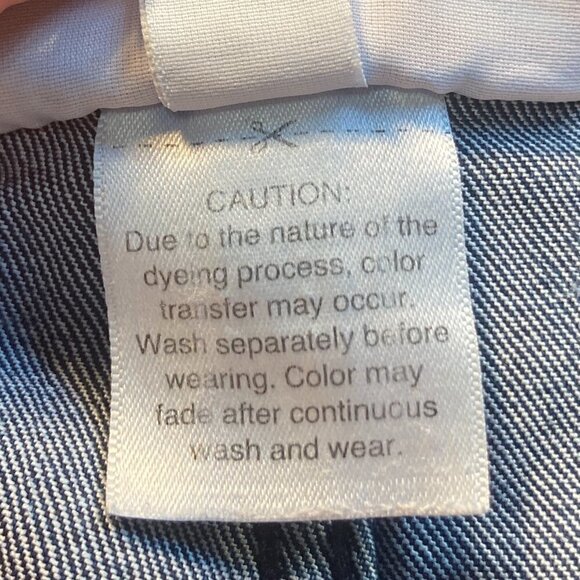 CAUTION:
Due to the nature of the
dyeing process, color
transfer may occur.
Wash separately before
wearing. Color may
fade after continuous
wash and wear.